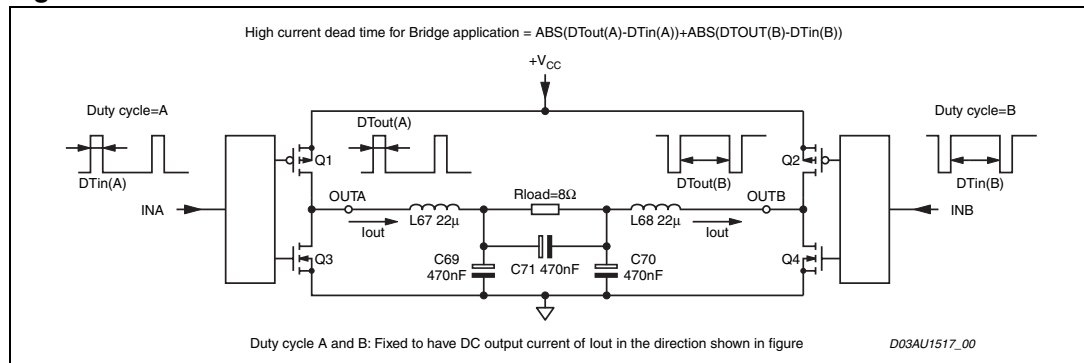 High current dead time for Bridge application = ABS(DTout(A)-DTin(A))+ABS(DTOUT(B)-DTin(B))
+VCC
Duty cycle=A
Duty cycle=B
DTout(A)
DTout(B)
Q1
Q2
DTin(A)
DTin(B)
INA
OUTA
Rload=8Ω
OUTB
INB
Iout
L67 22µ
L68 22µ
Iout
Q3
C69
470nF
C71 470nF
C70
470nF
Q4
Duty cycle A and B: Fixed to have DC output current of Iout in the direction shown in figure
D03AU1517_00